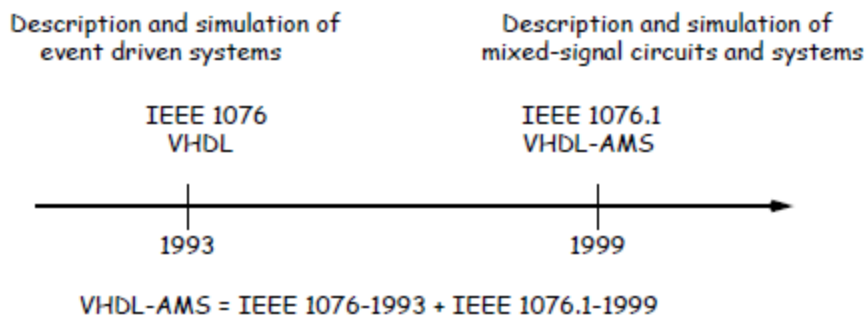 Description and simulation of
event driven systems
Description and simulation of
mixed-signal circuits and systems
IEEE 1076
VHDL
IEEE 1076.1
VHDL-AMS
1993
1999
VHDL-AMS = IEEE 1076-1993 + IEEE 1076.1-1999